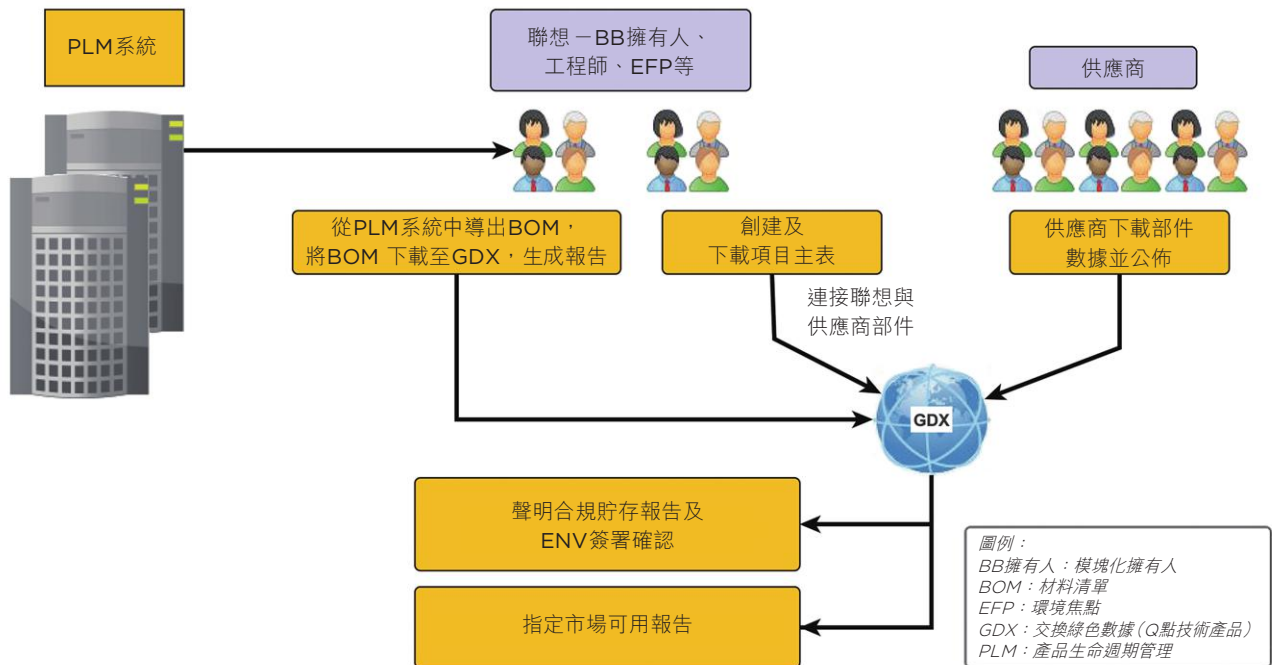 PLM系統
聯想－BB擁有人、
工程師、EFP等
供應商
從PLM系統中導出BOM，
將BOM 下載至GDX，生成報告
創建及
下載項目主表
供應商下載部件
數據並公佈
連接聯想與
供應商部件
GDX
聲明合規貯存報告及
ENV簽署確認
指定市場可用報告
圖例：
BB擁有人：模塊化擁有人
BOM：材料清單
EFP：環境焦點
GDX：交換綠色數據（Q點技術產品）
PLM：產品生命週期管理